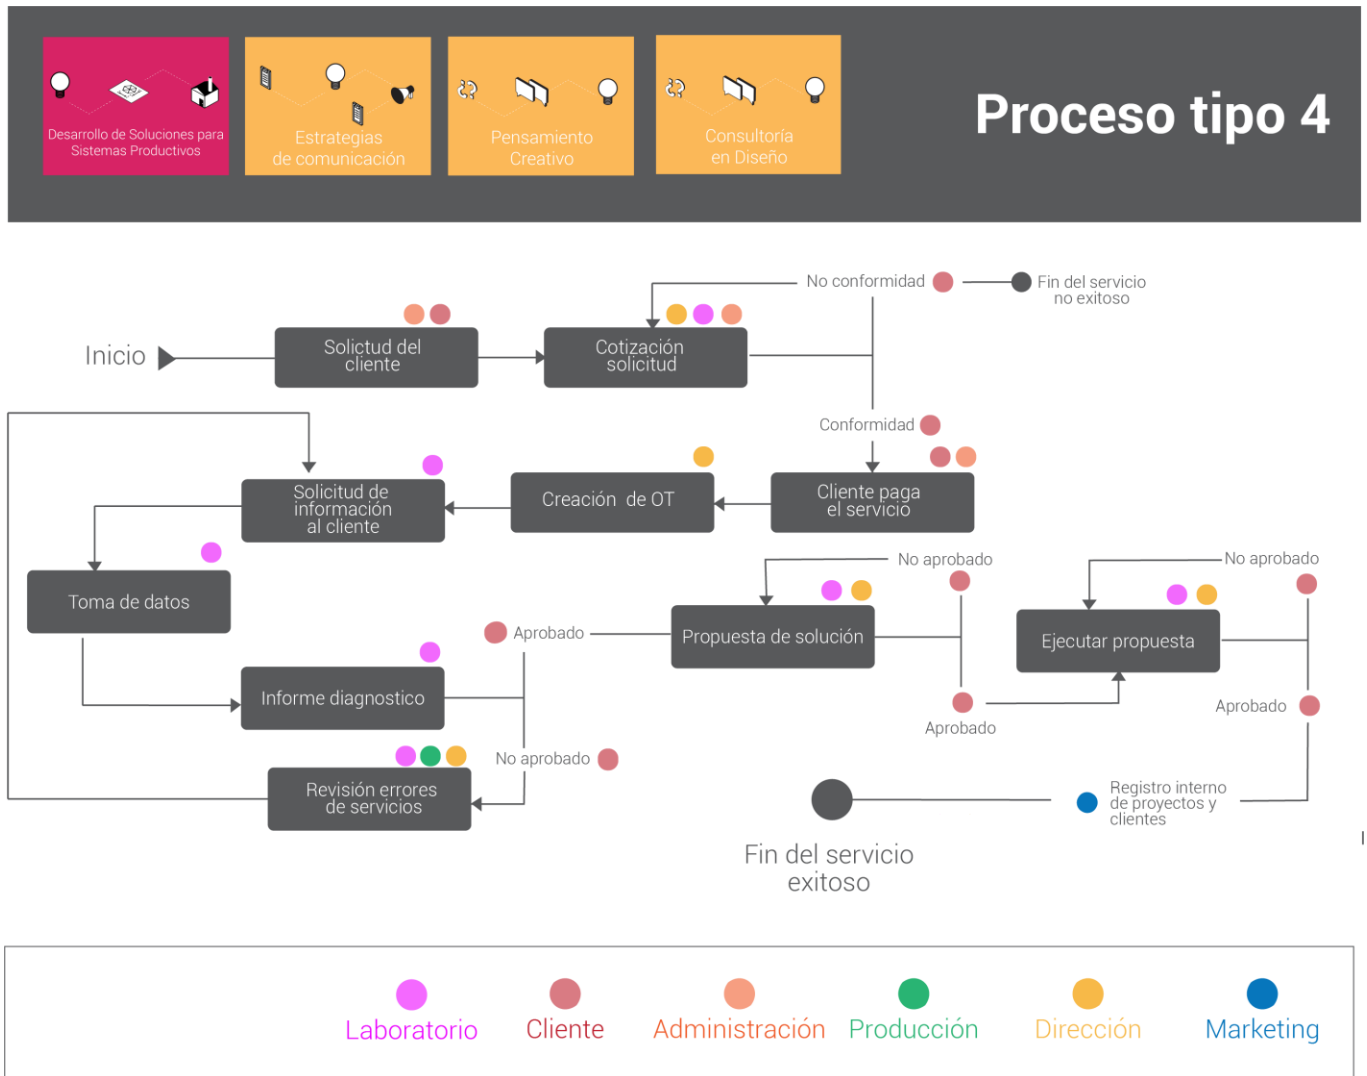 Desarrollo de Soluciones para
Sistemas Productivos
Estrategias
de comunicación
Pensamiento
Creativo
Consultoría
en Diseño
Proceso tipo 4
No conformidad
Fin del servicio
no exitoso
Inicio
Solictud del
cliente
Cotización
solicitud
Conformidad
Solicitud de
información
al cliente
Creación de OT
Cliente paga
el servicio
Toma de datos
Aprobado
No aprobado
Propuesta de solución
No aprobado
Ejecutar propuesta
Informe diagnostico
Aprobado
Aprobado
No aprobado
Revisión errores
de servicios
Registro interno
de proyectos y
clientes
Fin del servicio
exitoso
Laboratorio
Cliente
Administración
Producción
Dirección
Marketing